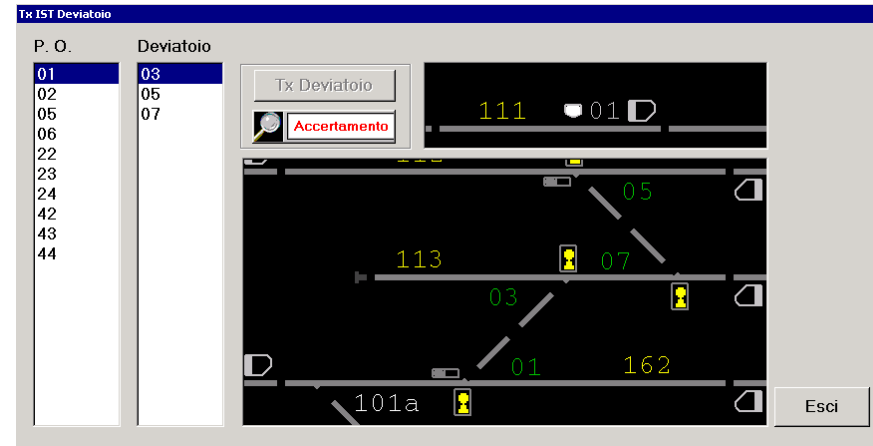 Tx IST Deviatoio
P. O.
01
02
05
06
22
23
24
42
43
44
Deviatoio
03
05
07
Tx Deviatoio
Accertamento
111 01
05
113 07
03
01 162
101a
Esci